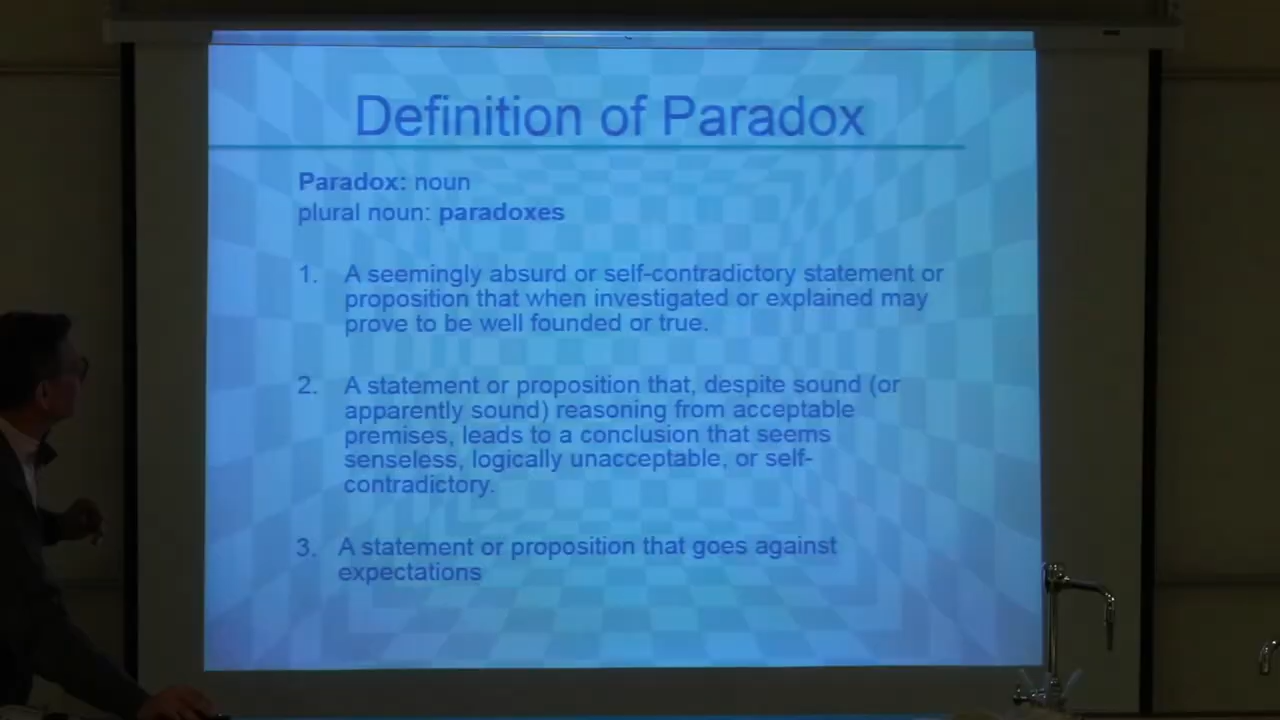 Definition of Paradox
Paradox: noun
plural noun: paradoxes
1. A seemingly absurd or self-contradictory statement or
proposition that when investigated or explained may
prove to be well founded or true.
2. A statement or proposition that, despite sound (or
apparently sound) reasoning from acceptable
premises, leads to a conclusion that seems
senseless, logically unacceptable, or self-
contradictory.
3. A statement or proposition that goes against
expectations